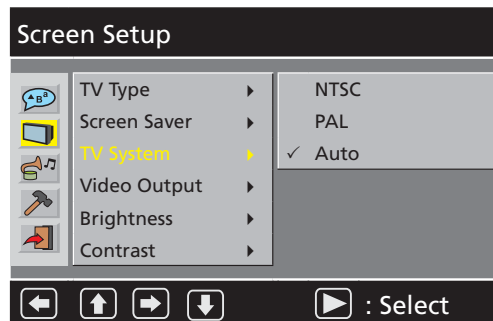 Screen Setup
TV Type
Screen Saver
TV System
Video Output
Brightness
Contrast
NTSC
PAL
✓ Auto
: Select